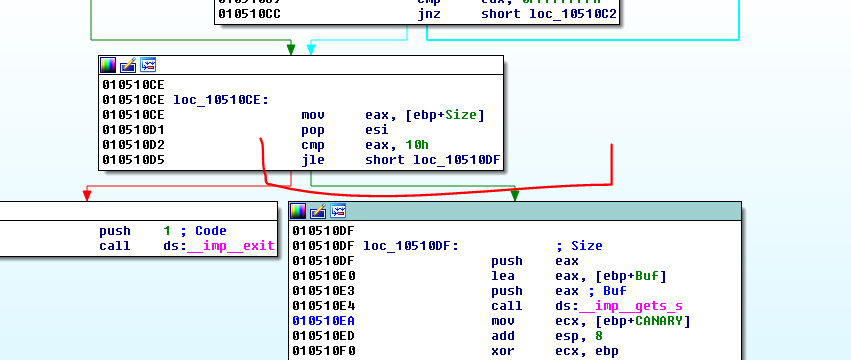 010510CC jnz short loc_10510C2
010510CE
010510CE loc_10510CE:
010510CE mov eax, [ebp+Size]
010510D1 pop esi
010510D2 cmp eax, 10h
010510D5 jle short loc_10510DF
push 1 ; Code
call ds:__imp__exit
010510DF
010510DF loc_10510DF: ; Size
010510DF push eax
010510E0 lea eax, [ebp+Buf]
010510E3 push eax ; Buf
010510E4 call ds:__imp__gets_s
010510EA mov ecx, [ebp+CANARY]
010510ED add esp, 8
010510F0 xor ecx, ebp